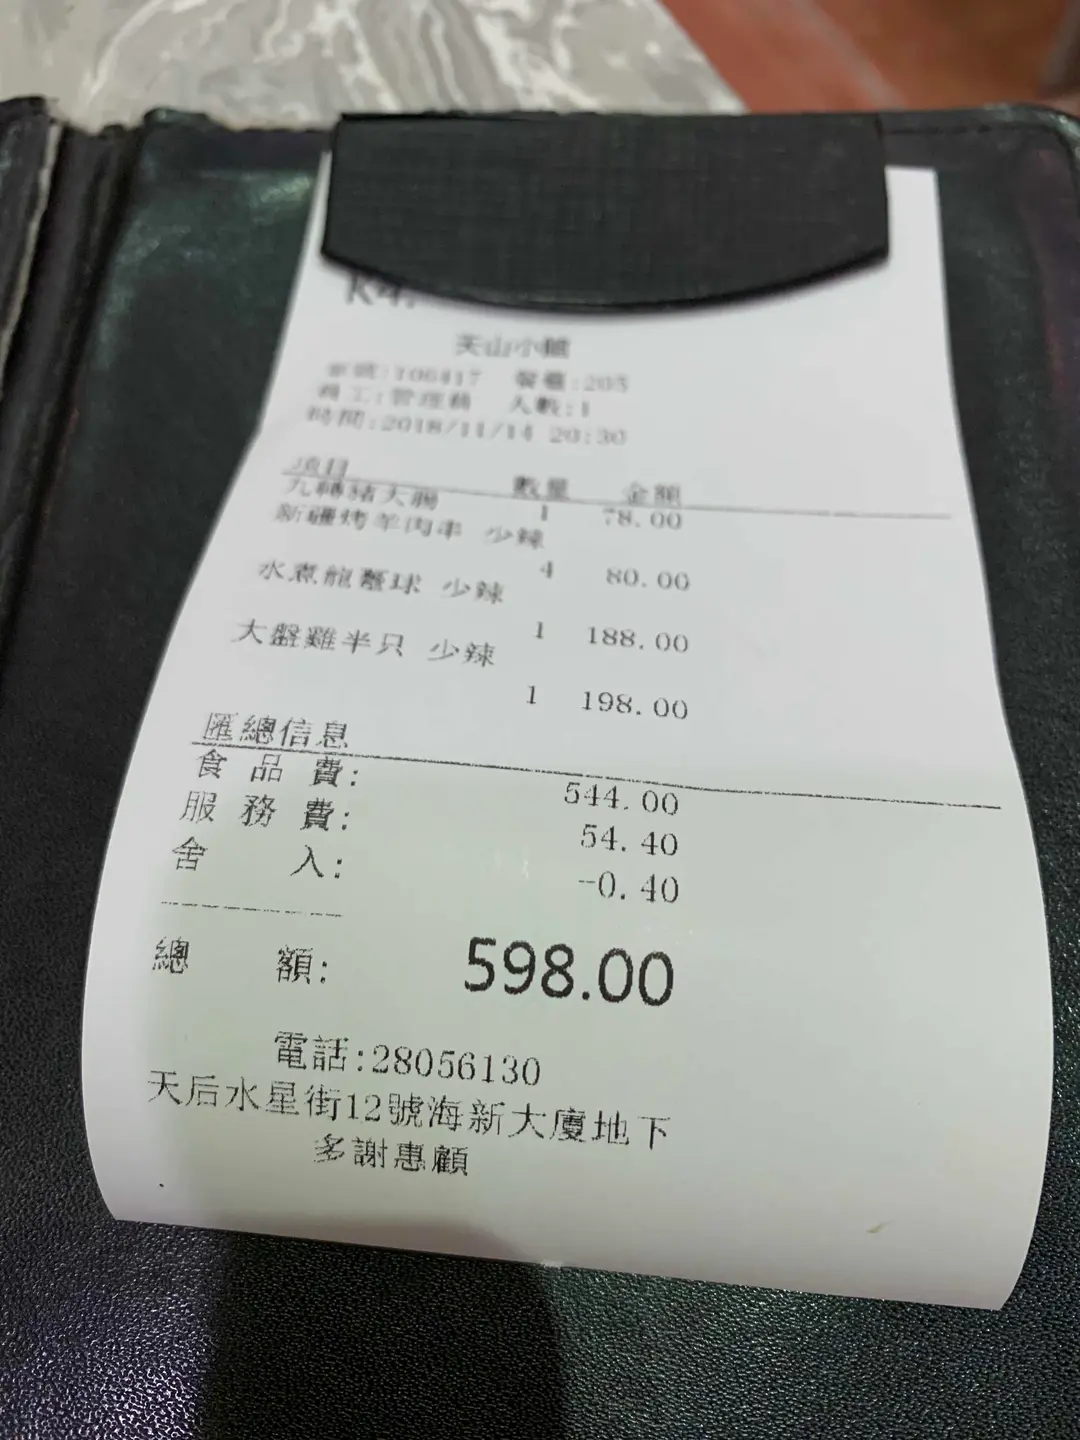 K4.
天山小館
單號:106417 餐檯:205
員工:管理員 人數:1
時間:2018/11/14 20:30
項目 數量 金額
九轉豬大腸 1 78.00
新疆烤羊肉串 少辣
4 80.00
水煮龍躉球 少辣
1 188.00
大盤雞半只 少辣
1 198.00
匯總信息
食品費: 544.00
服務費: 54.40
舍入: -0.40
總額: 598.00
電話:28056130
天后水星街12號海新大廈地下
多謝惠顧